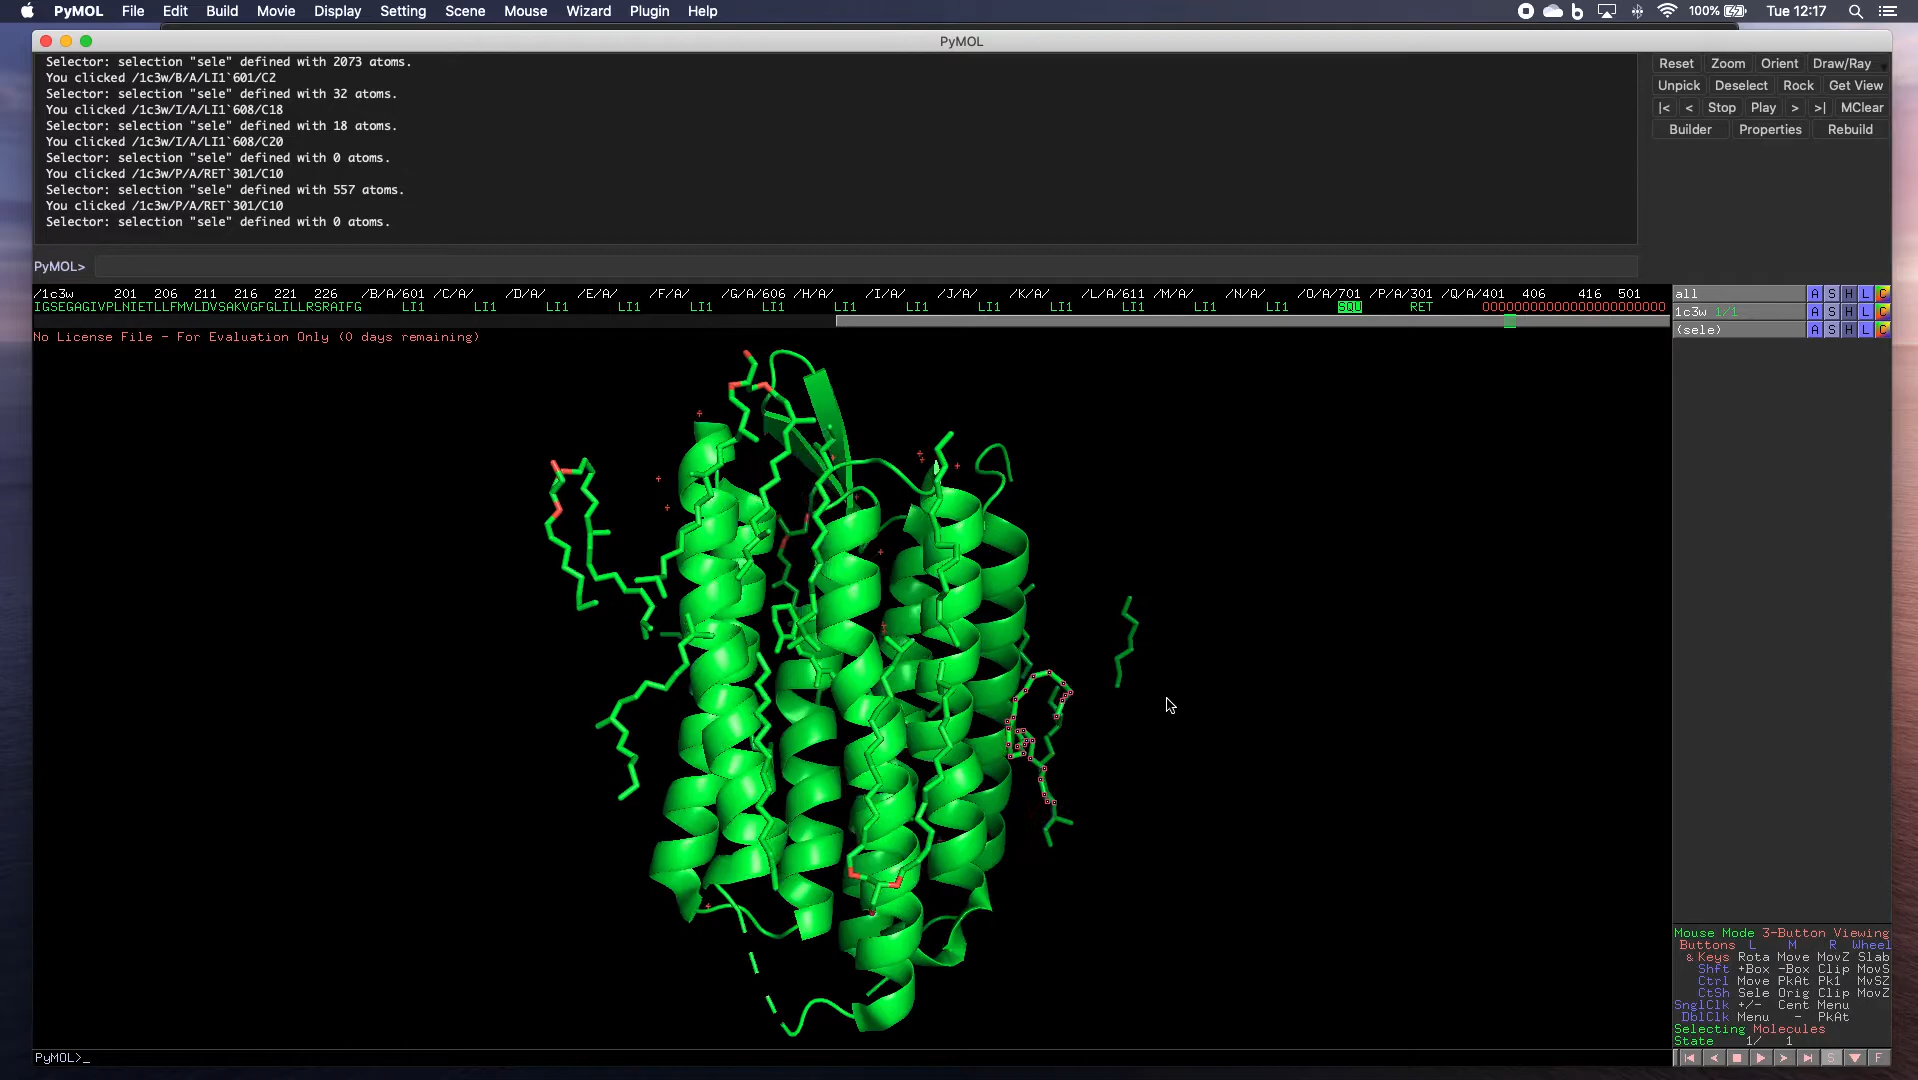 PyMOL File Edit Build Movie Display Setting Scene Mouse Wizard Plugin Help
100% Tue 12:17
PyMOL
Selector: selection "sele" defined with 2073 atoms.
You clicked /1c3w/B/A/LI1`601/C2
Selector: selection "sele" defined with 32 atoms.
You clicked /1c3w/I/A/LI1`608/C18
Selector: selection "sele" defined with 18 atoms.
You clicked /1c3w/I/A/LI1`608/C20
Selector: selection "sele" defined with 0 atoms.
You clicked /1c3w/P/A/RET`301/C10
Selector: selection "sele" defined with 557 atoms.
You clicked /1c3w/P/A/RET`301/C10
Selector: selection "sele" defined with 0 atoms.
Reset Zoom Orient Draw/Ray
Unpick Deselect Rock Get View
|< < Stop Play > >| MClear
Builder Properties Rebuild
PyMOL>
/1c3w 201 206 211 216 221 226 /B/A/601 /C/A/ /D/A/ /E/A/ /F/A/ /G/A/606 /H/A/ /I/A/ /J/A/ /K/A/ /L/A/611 /M/A/ /N/A/ /O/A/701 /P/A/301 /Q/A/401 406 416 501
IGSEGAGIVPLNIETLLFMVLDVSAKVGFGLILLRSRAIFG LI1 LI1 LI1 LI1 LI1 LI1 LI1 LI1 LI1 LI1 LI1 LI1 LI1 SQU RET OOOOOOOOOOOOOOOOOOOOOOO
No License File - For Evaluation Only (0 days remaining)
all A S H L C
1c3w 1/1 A S H L C
(sele) A S H L C
Mouse Mode 3-Button Viewing
Buttons L M R Wheel
& Keys Rota Move MovZ Slab
Shft +Box -Box Clip MovS
Ctrl Move PkAt Pk1 MvSZ
CtSh Sele Orig Clip MovZ
SnglClk +/- Cent Menu
DblClk Menu - PkAt
Selecting Molecules
State 1/ 1
PyMOL>_
S F